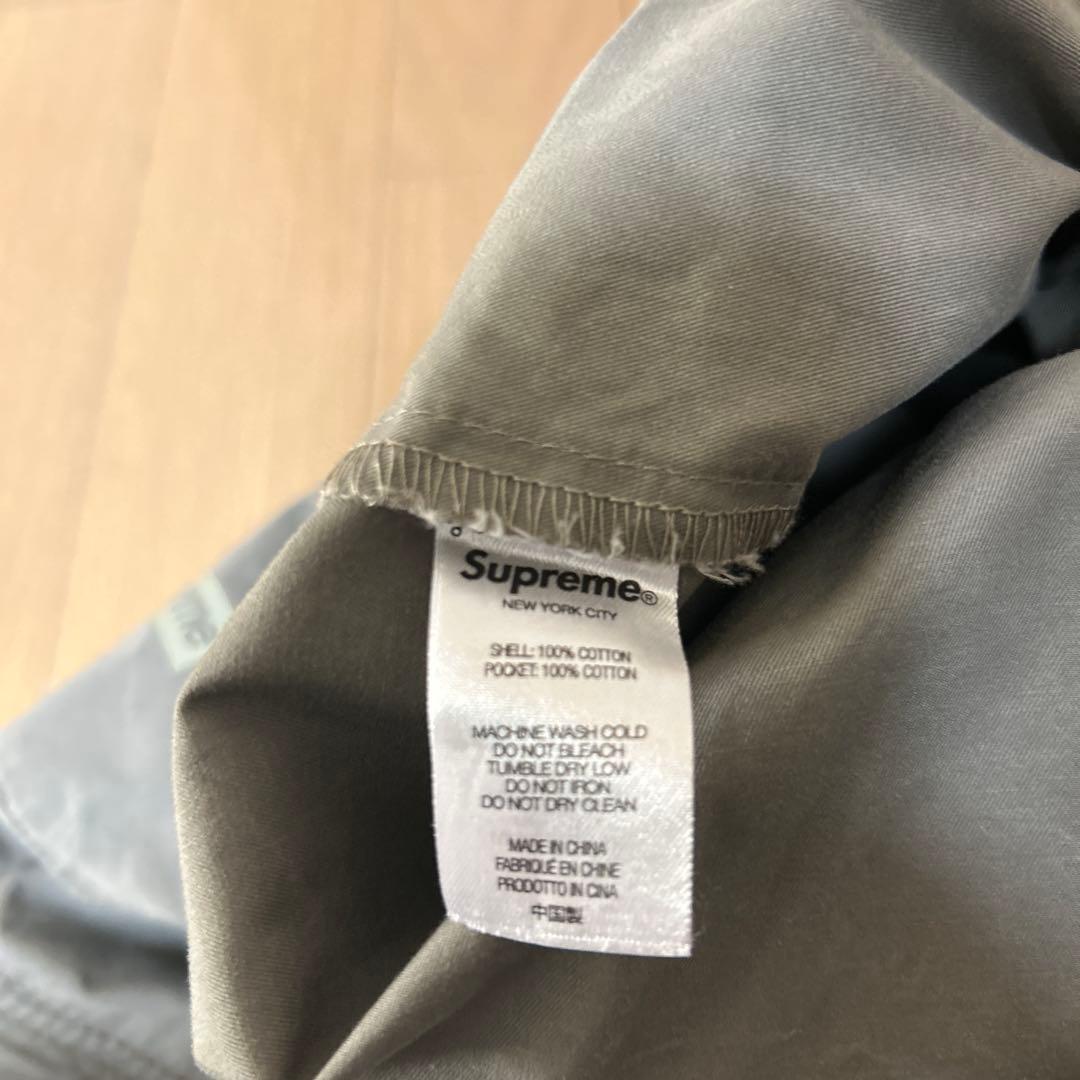 Supreme®
NEW YORK CITY
SHELL: 100% COTTON
POCKET: 100% COTTON
MACHINE WASH COLD
DO NOT BLEACH
TUMBLE DRY LOW
DO NOT IRON
DO NOT DRY CLEAN
MADE IN CHINA
FABRIQUÉ EN CHINE
PRODOTTO IN CINA
中国製